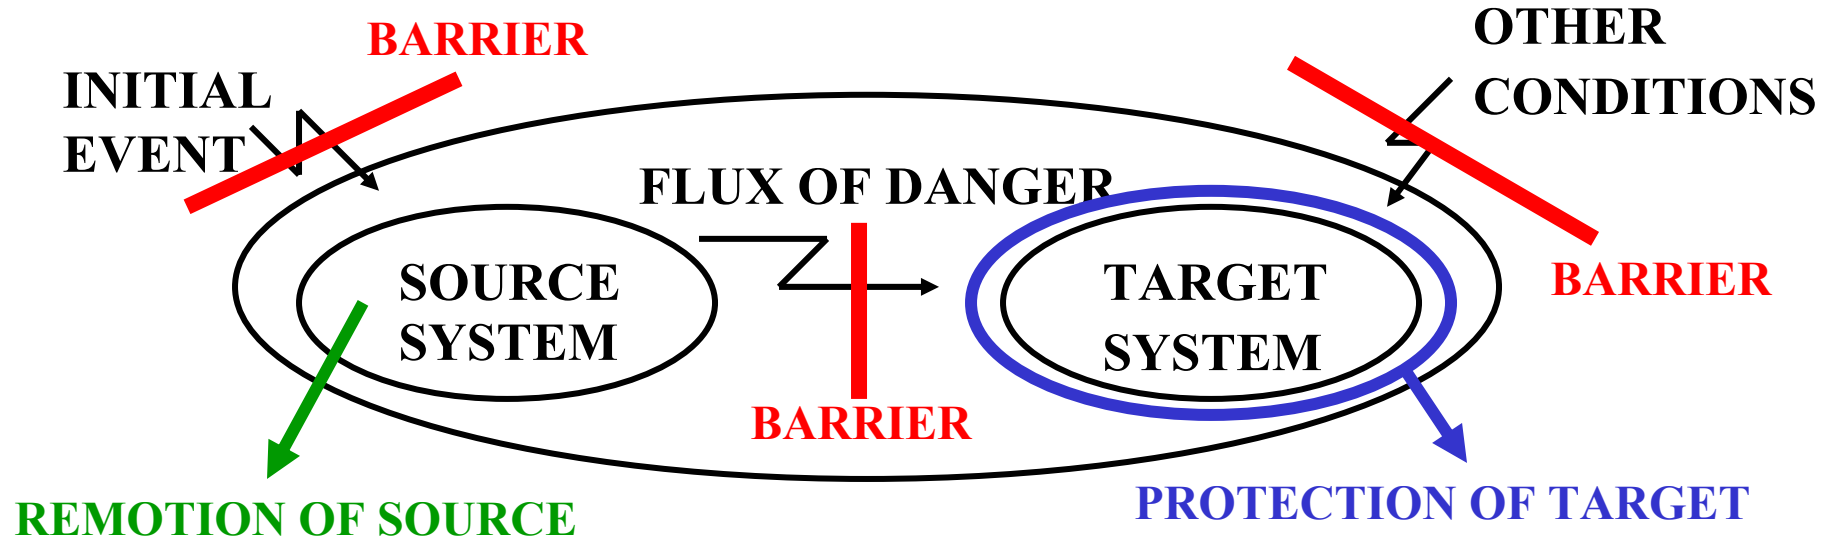 BARRIER
INITIAL
EVENT
OTHER
CONDITIONS
FLUX OF DANGER
SOURCE
SYSTEM
TARGET
SYSTEM
BARRIER
BARRIER
REMOTION OF SOURCE
PROTECTION OF TARGET